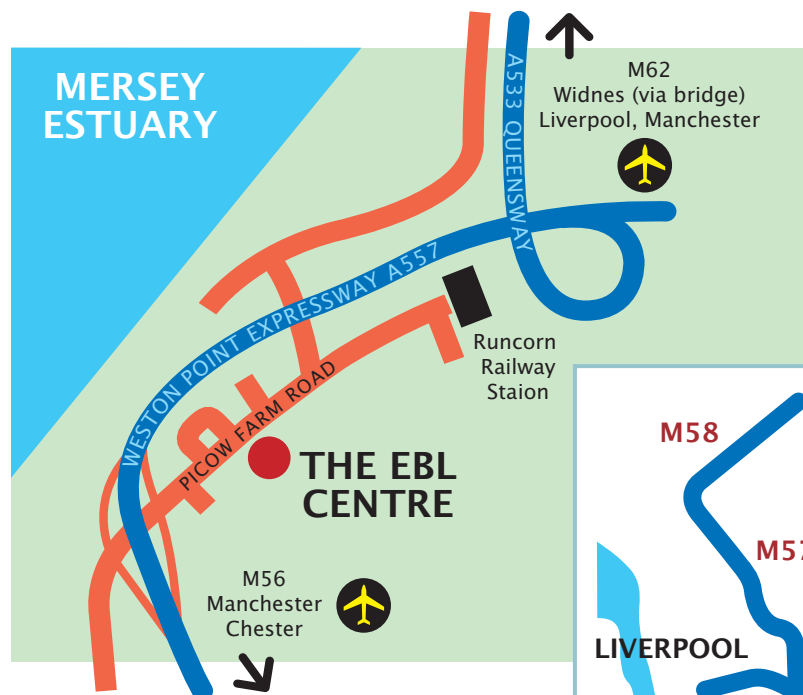 MERSEY
ESTUARY
A533 QUEENSWAY
M62
Widnes (via bridge)
Liverpool, Manchester
WESTON POINT EXPRESSWAY A557
Runcorn
Railway
Staion
PICOW FARM ROAD
THE EBL
CENTRE
M56
Manchester
Chester
M58
M57
LIVERPOOL